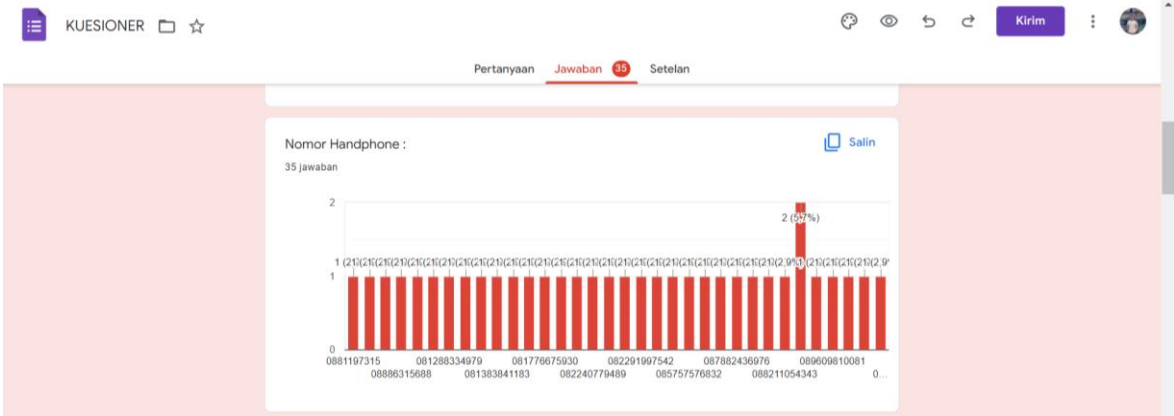 KUESIONER
Kirim
Pertanyaan Jawaban 35 Setelan
Nomor Handphone :
Salin
35 jawaban
2
2 (5,7%)
1
0
0881197315 081288334979 081776675930 082291997542 087882436976 089609810081
08886315688 081383841183 082240779489 085757576832 088211054343 0...